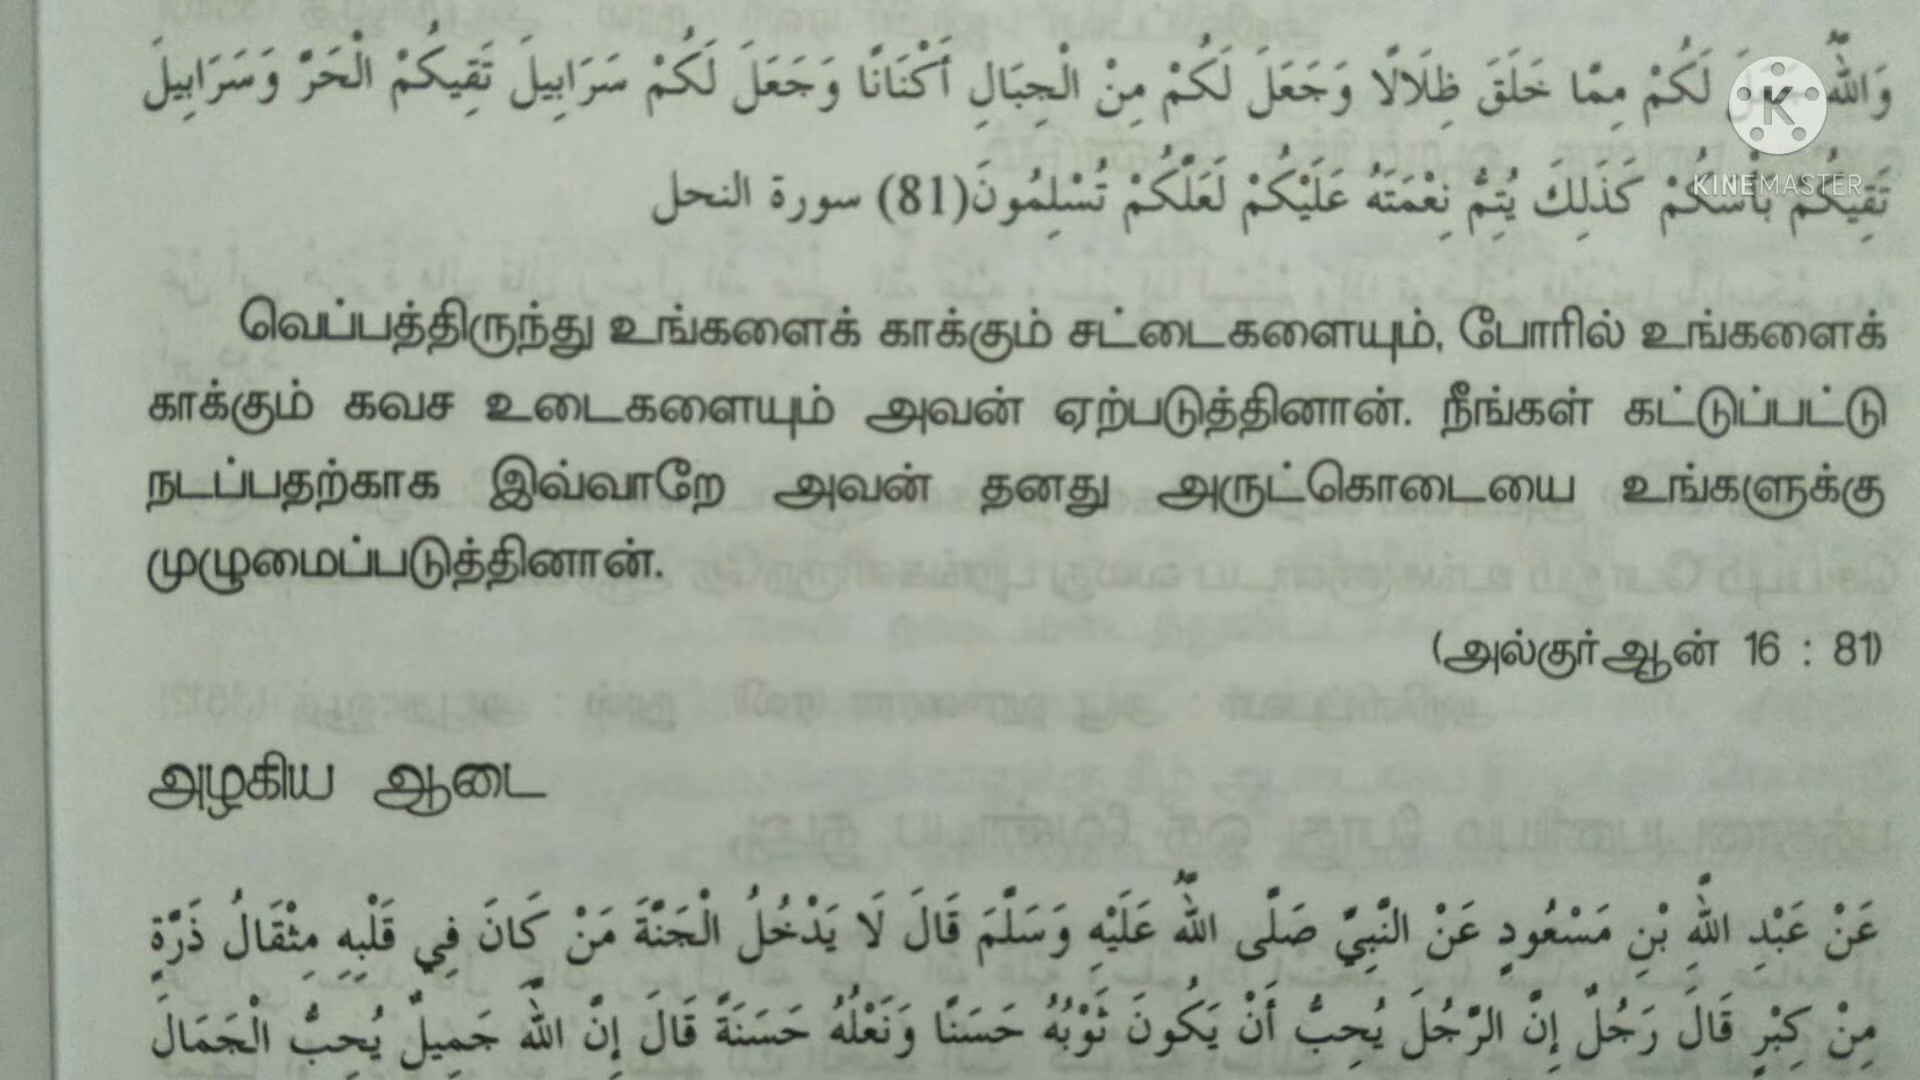 وَاللَّهُ جَعَلَ لَكُمْ مِمَّا خَلَقَ ظِلَالًا وَجَعَلَ لَكُمْ مِنْ الْجِبَالِ أَكْنَانًا وَجَعَلَ لَكُمْ سَرَابِيلَ تَقِيكُمْ الْحَرَّ وَسَرَابِيلَ
KINEMASTER
تَقِيكُمْ بَأْسَكُمْ كَذَلِكَ يُتِمُّ نِعْمَتَهُ عَلَيْكُمْ لَعَلَّكُمْ تُسْلِمُونَ(81) سورة النحل
வெப்பத்திருந்து உங்களைக் காக்கும் சட்டைகளையும், போரில் உங்களைக்
காக்கும் கவச உடைகளையும் அவன் ஏற்படுத்தினான். நீங்கள் கட்டுப்பட்டு
நடப்பதற்காக இவ்வாறே அவன் தனது அருட்கொடையை உங்களுக்கு
முழுமைப்படுத்தினான்.
(அல்குர்ஆன் 16 : 81)
அழகிய ஆடை
عَنْ عَبْدِ اللَّهِ بْنِ مَسْعُودٍ عَنْ النَّبِيِّ صَلَّى اللَّهُ عَلَيْهِ وَسَلَّمَ قَالَ لَا يَدْخُلُ الْجَنَّةَ مَنْ كَانَ فِي قَلْبِهِ مِثْقَالُ ذَرَّةٍ
مِنْ كِبْرٍ قَالَ رَجُلٌ إِنَّ الرَّجُلَ يُحِبُّ أَنْ يَكُونَ ثَوْبُهُ حَسَنًا وَنَعْلُهُ حَسَنَةً قَالَ إِنَّ اللَّهَ جَمِيلٌ يُحِبُّ الْجَمَالَ